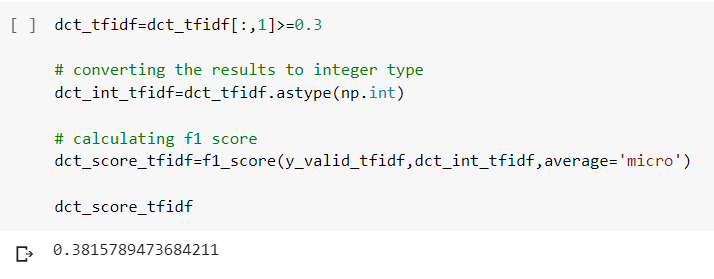 [ ] dct_tfidf=dct_tfidf[:,1]>=0.3
# converting the results to integer type
dct_int_tfidf=dct_tfidf.astype(np.int)
# calculating f1 score
dct_score_tfidf=f1_score(y_valid_tfidf,dct_int_tfidf,average='micro')
dct_score_tfidf
0.3815789473684211